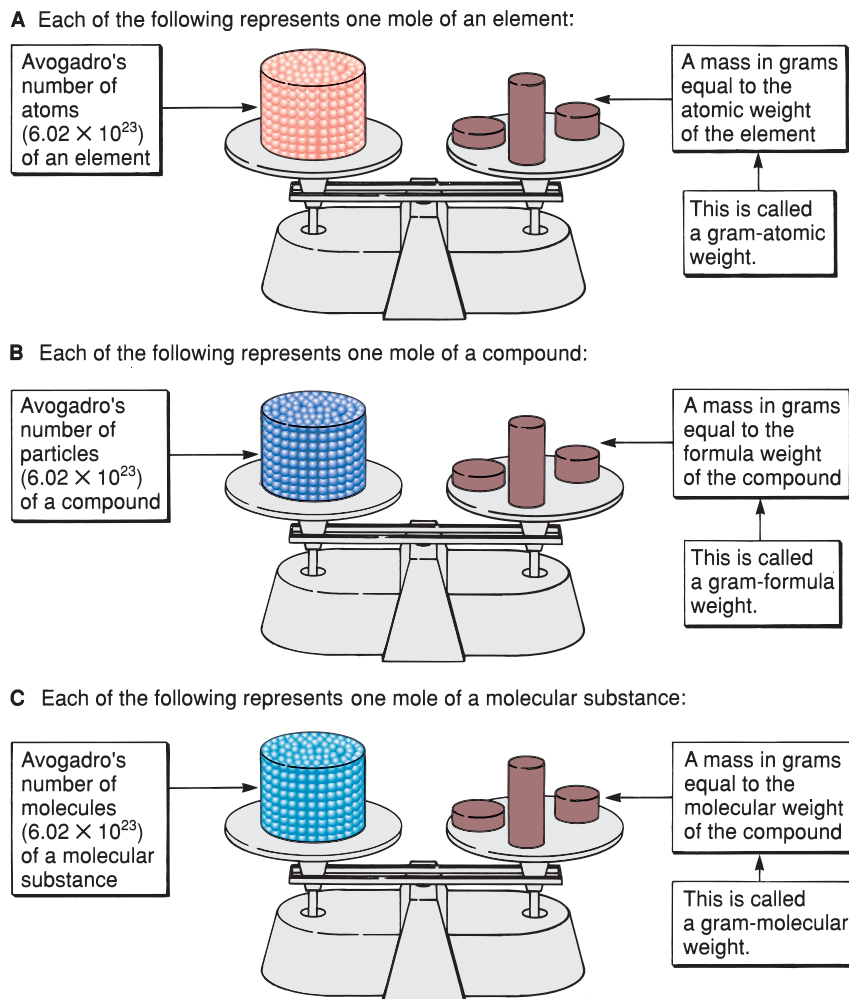 A Each of the following represents one mole of an element:
Avogadro's
number of
atoms
(6.02 × 10²³)
of an element
A mass in grams
equal to the
atomic weight
of the element
This is called
a gram-atomic
weight.
B Each of the following represents one mole of a compound:
Avogadro's
number of
particles
(6.02 × 10²³)
of a compound
A mass in grams
equal to the
formula weight
of the compound
This is called
a gram-formula
weight.
C Each of the following represents one mole of a molecular substance:
Avogadro's
number of
molecules
(6.02 × 10²³)
of a molecular
substance
A mass in grams
equal to the
molecular weight
of the compound
This is called
a gram-molecular
weight.